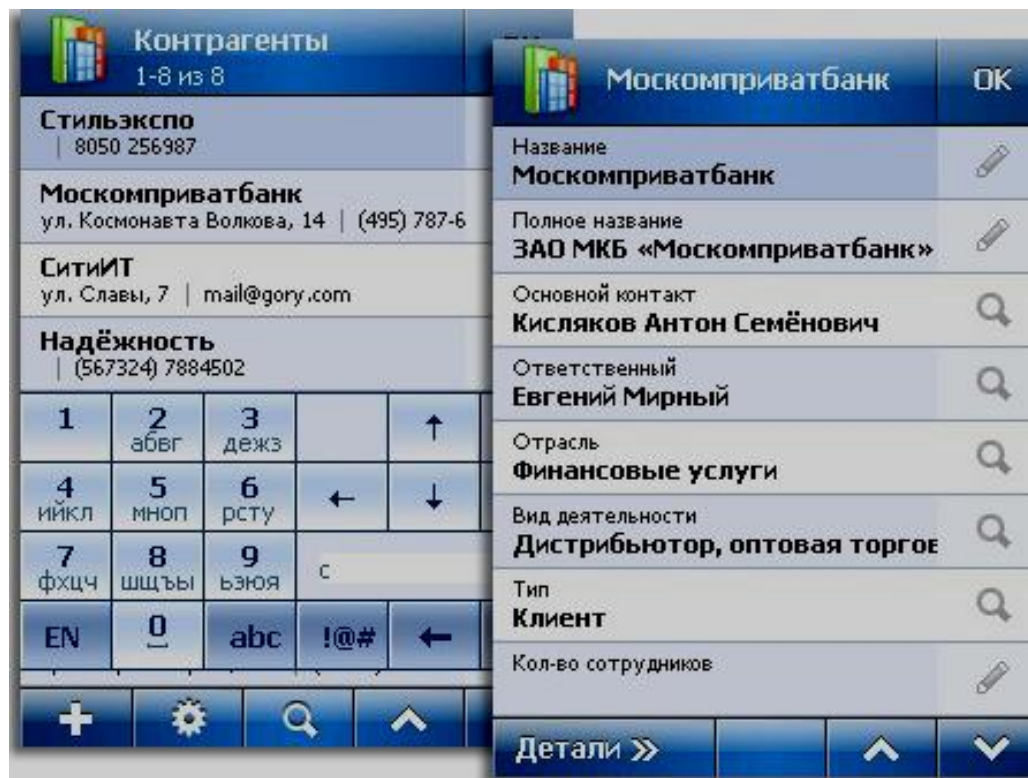 Контрагенты
1-8 из 8
Стильэкспо
| 8050 256987
Москомприватбанк
ул. Космонавта Волкова, 14 | (495) 787-6
СитиИТ
ул. Славы, 7 | mail@gory.com
Надёжность
| (567324) 7884502
1 2 3 ↑
абвг дежз
4 5 6 ← ↓
ийкл мноп рсту
7 8 9 с
фхцч шщъы ьэюя
EN 0 abc !@# ←
Москомприватбанк OK
Название
Москомприватбанк
Полное название
ЗАО МКБ «Москомприватбанк»
Основной контакт
Кисляков Антон Семёнович
Ответственный
Евгений Мирный
Отрасль
Финансовые услуги
Вид деятельности
Дистрибьютор, оптовая торгов
Тип
Клиент
Кол-во сотрудников
Детали »